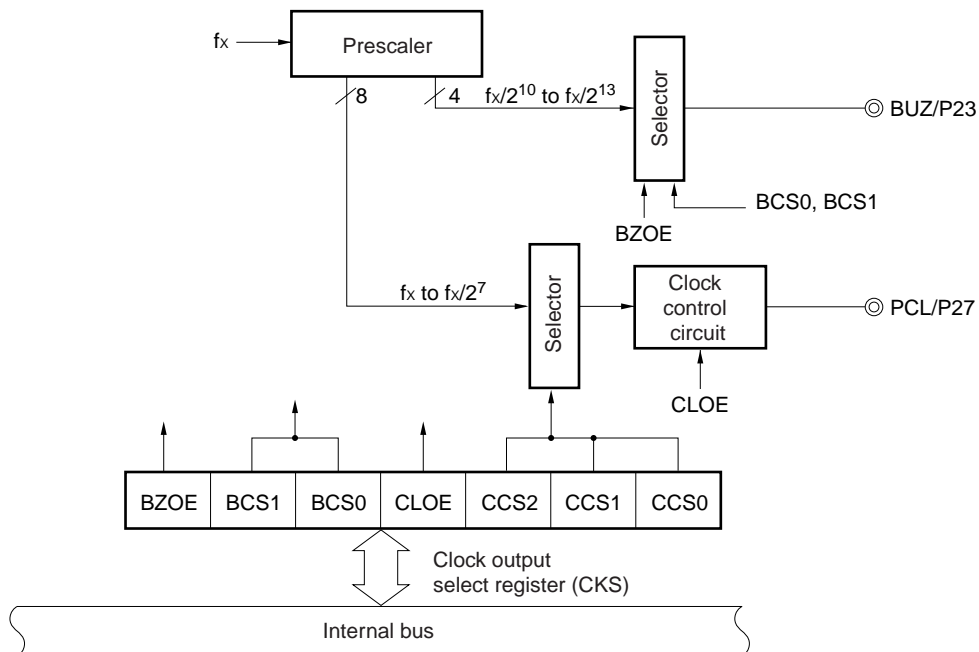 fX
Prescaler
8
4
fX/2^10 to fX/2^13
Selector
BUZ/P23
BCS0, BCS1
BZOE
fX to fX/2^7
Selector
Clock
control
circuit
PCL/P27
CLOE
BZOE BCS1 BCS0 CLOE CCS2 CCS1 CCS0
Clock output
select register (CKS)
Internal bus